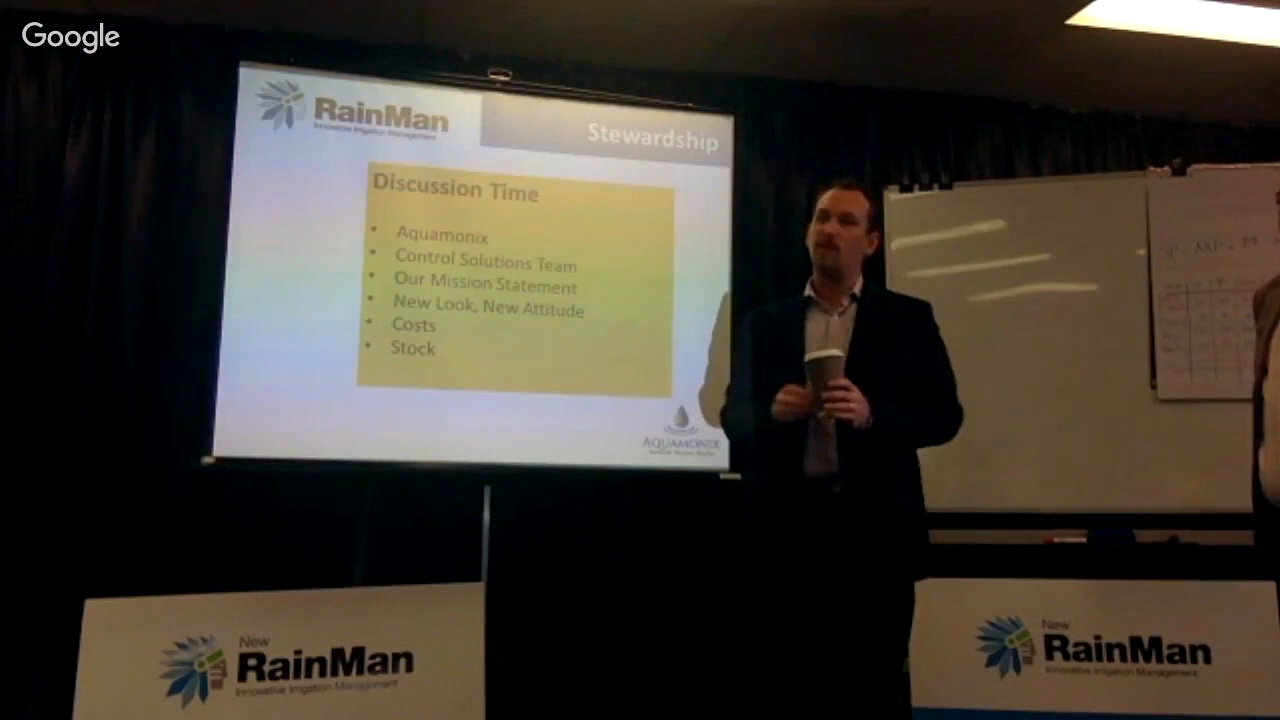 Google
RainMan
Innovative Irrigation Management
Stewardship
Discussion Time
• Aquamonix
• Control Solutions Team
• Our Mission Statement
• New Look, New Attitude
• Costs
• Stock
AQUAMONIX
New
RainMan
Innovative Irrigation Management
New
RainMan
Innovative Irrigation Management